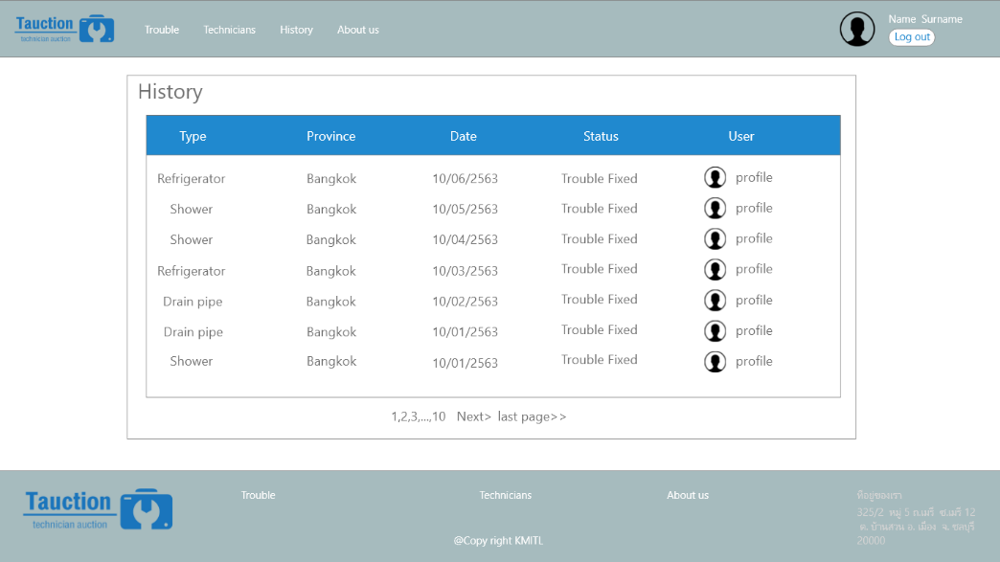 Tauction
technician auction
Trouble Technicians History About us
Name Surname
Log out
History
Type Province Date Status User
Refrigerator Bangkok 10/06/2563 Trouble Fixed profile
Shower Bangkok 10/05/2563 Trouble Fixed profile
Shower Bangkok 10/04/2563 Trouble Fixed profile
Refrigerator Bangkok 10/03/2563 Trouble Fixed profile
Drain pipe Bangkok 10/02/2563 Trouble Fixed profile
Drain pipe Bangkok 10/01/2563 Trouble Fixed profile
Shower Bangkok 10/01/2563 Trouble Fixed profile
1,2,3,...,10 Next> last page>>
Tauction
technician auction
Trouble Technicians About us
@Copy right KMITL
ที่อยู่ของเรา
325/2 หมู่ 5 ถ.เมรี ซ.เมรี 12
ต. บ้านสวน อ. เมือง จ. ชลบุรี
20000